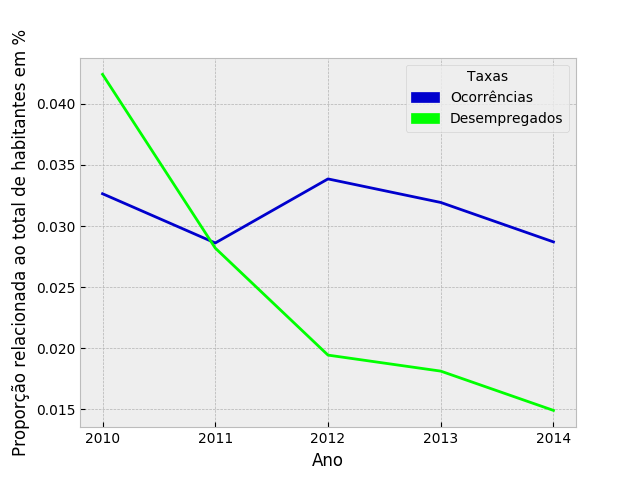 Proporção relacionada ao total de habitantes em %
0.040
0.035
0.030
0.025
0.020
0.015
Taxas
Ocorrências
Desempregados
2010 2011 2012 2013 2014
Ano